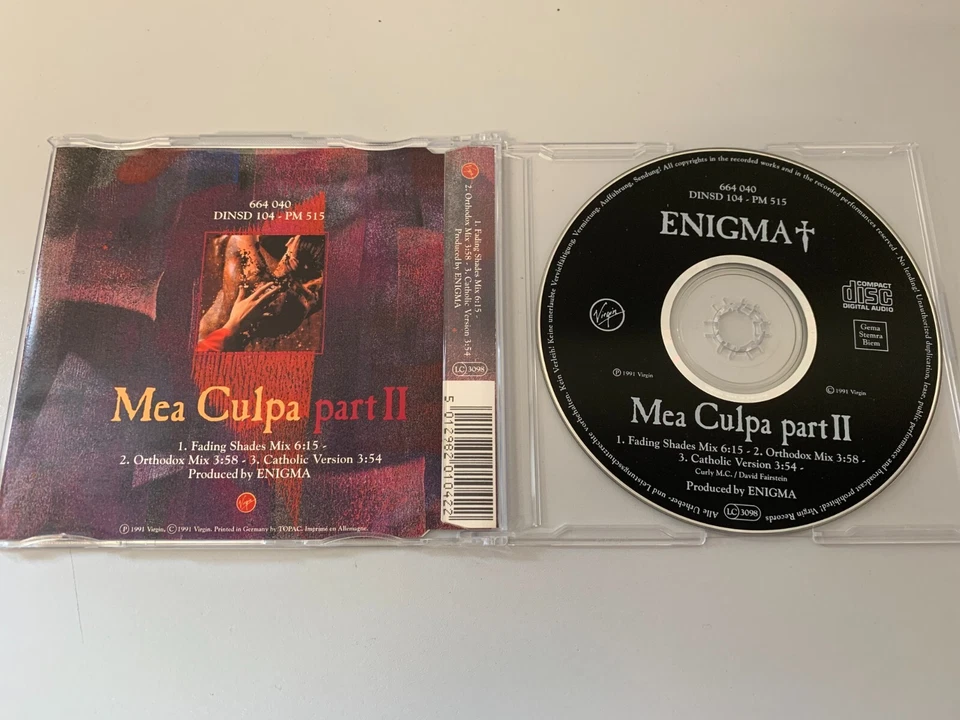 664 040
DINSD 104 - PM 515
Mea Culpa part II
1. Fading Shades Mix 6:15 -
2. Orthodox Mix 3:58 - 3. Catholic Version 3:54
Produced by ENIGMA
Virgin
Ⓟ 1991 Virgin, Ⓒ 1991 Virgin. Printed in Germany by TOPAC. Imprimé en Allemagne.
1. Fading Shades Mix 6:15 -
2. Orthodox Mix 3:58 - 3. Catholic Version 3:54
Produced by ENIGMA
LC 3098
5 012982 010422
Alle Urheber- und Leistungsschutzrechte vorbehalten. Kein Verleih! Keine unerlaubte Vervielfältigung, Vermietung, Aufführung, Sendung! All copyrights in the recorded works and in the recorded performances reserved - No lending! Unauthorized duplication, lease, public performance and broadcast prohibited! Virgin Records
664 040
DINSD 104 - PM 515
ENIGMA
COMPACT
disc
DIGITAL AUDIO
Virgin
Gema
Stemra
Biem
Ⓟ 1991 Virgin
Ⓒ 1991 Virgin
Mea Culpa part II
1. Fading Shades Mix 6:15 - 2. Orthodox Mix 3:58 -
3. Catholic Version 3:54 -
Curly M.C. / David Fairstein
Produced by ENIGMA
LC 3098